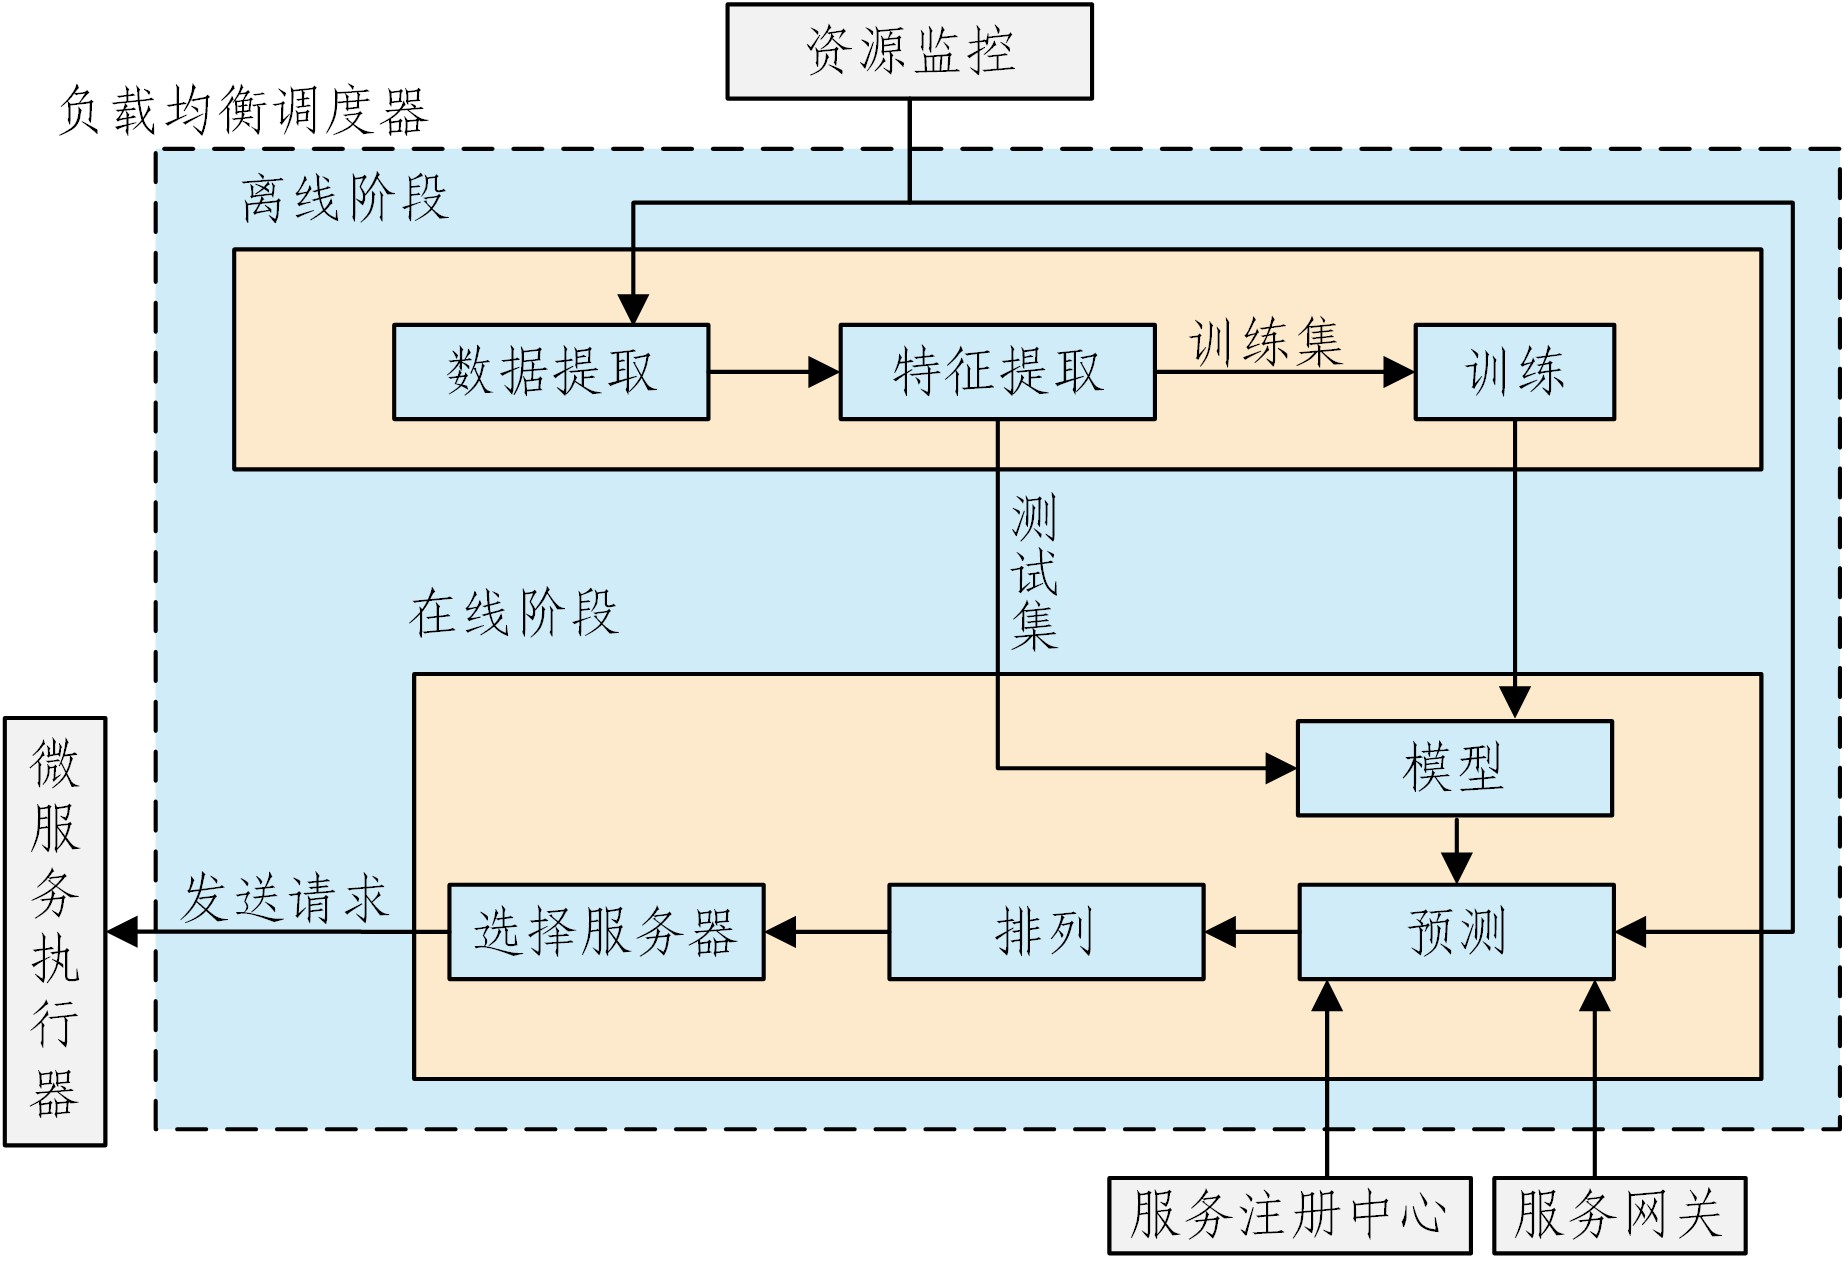 资源监控
负载均衡调度器
离线阶段
数据提取
特征提取
训练集
训练
测试集
在线阶段
模型
微服务执行器
发送请求
选择服务器
排列
预测
服务注册中心
服务网关